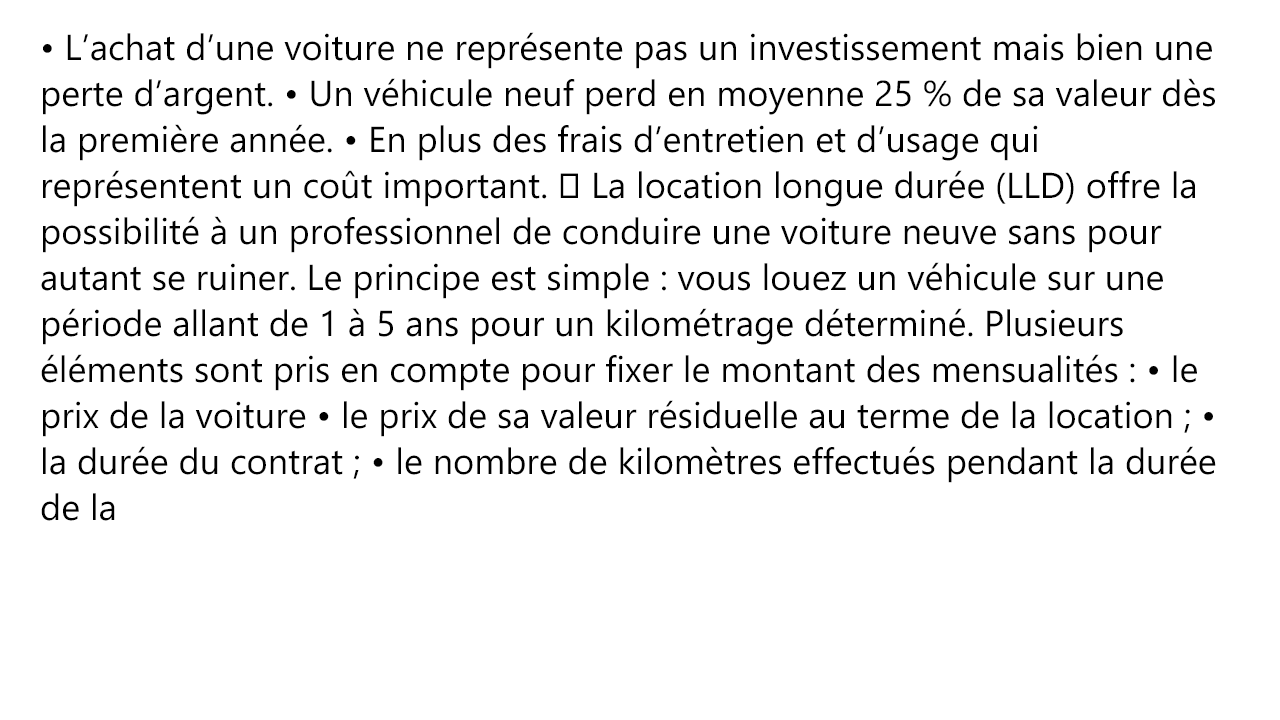 • L’achat d’une voiture ne représente pas un investissement mais bien une
perte d’argent. • Un véhicule neuf perd en moyenne 25 % de sa valeur dès
la première année. • En plus des frais d’entretien et d’usage qui
représentent un coût important. □ La location longue durée (LLD) offre la
possibilité à un professionnel de conduire une voiture neuve sans pour
autant se ruiner. Le principe est simple : vous louez un véhicule sur une
période allant de 1 à 5 ans pour un kilométrage déterminé. Plusieurs
éléments sont pris en compte pour fixer le montant des mensualités : • le
prix de la voiture • le prix de sa valeur résiduelle au terme de la location ; •
la durée du contrat ; • le nombre de kilomètres effectués pendant la durée
de la